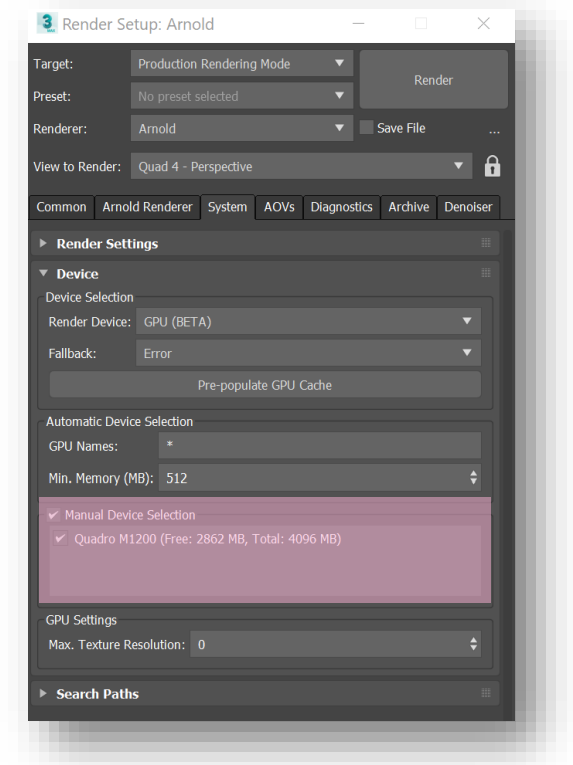 3 Render Setup: Arnold
Target: Production Rendering Mode
Render
Preset: No preset selected
Renderer: Arnold Save File ...
View to Render: Quad 4 - Perspective
Common Arnold Renderer System AOVs Diagnostics Archive Denoiser
Render Settings
Device
Device Selection
Render Device: GPU (BETA)
Fallback: Error
Pre-populate GPU Cache
Automatic Device Selection
GPU Names: *
Min. Memory (MB): 512
Manual Device Selection
Quadro M1200 (Free: 2862 MB, Total: 4096 MB)
GPU Settings
Max. Texture Resolution: 0
Search Paths